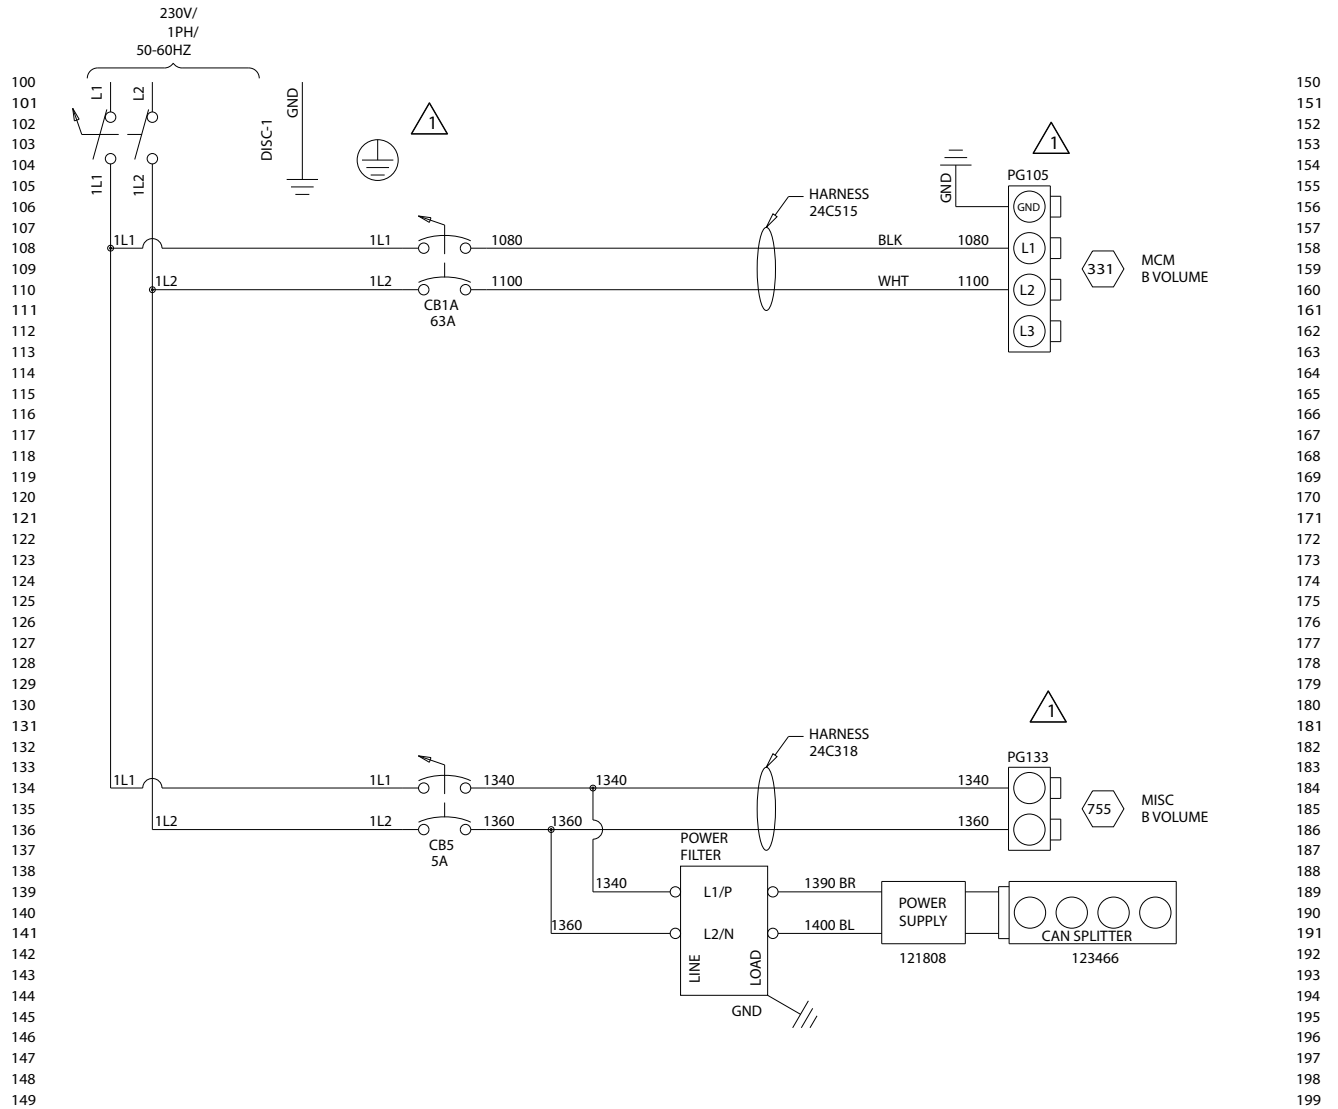 230V/
1PH/
50-60HZ
100
101
102
103
104
105
106
107
108
109
110
111
112
113
114
115
116
117
118
119
120
121
122
123
124
125
126
127
128
129
130
131
132
133
134
135
136
137
138
139
140
141
142
143
144
145
146
147
148
149
L1
L2
DISC-1
GND
1L1
1L2
1
1L1
1L1
1080
1L2
1L2
1100
CB1A
63A
HARNESS
24C515
BLK
1080
WHT
1100
GND
1
PG105
GND
L1
L2
L3
331
MCM
B VOLUME
1L1
1L1
1340
1340
1L2
1L2
1360
1360
CB5
5A
HARNESS
24C318
1340
1360
1
PG133
755
MISC
B VOLUME
POWER
FILTER
1340
L1/P
1390 BR
1360
L2/N
1400 BL
LINE
LOAD
GND
POWER
SUPPLY
121808
CAN SPLITTER
123466
150
151
152
153
154
155
156
157
158
159
160
161
162
163
164
165
166
167
168
169
170
171
172
173
174
175
176
177
178
179
180
181
182
183
184
185
186
187
188
189
190
191
192
193
194
195
196
197
198
199